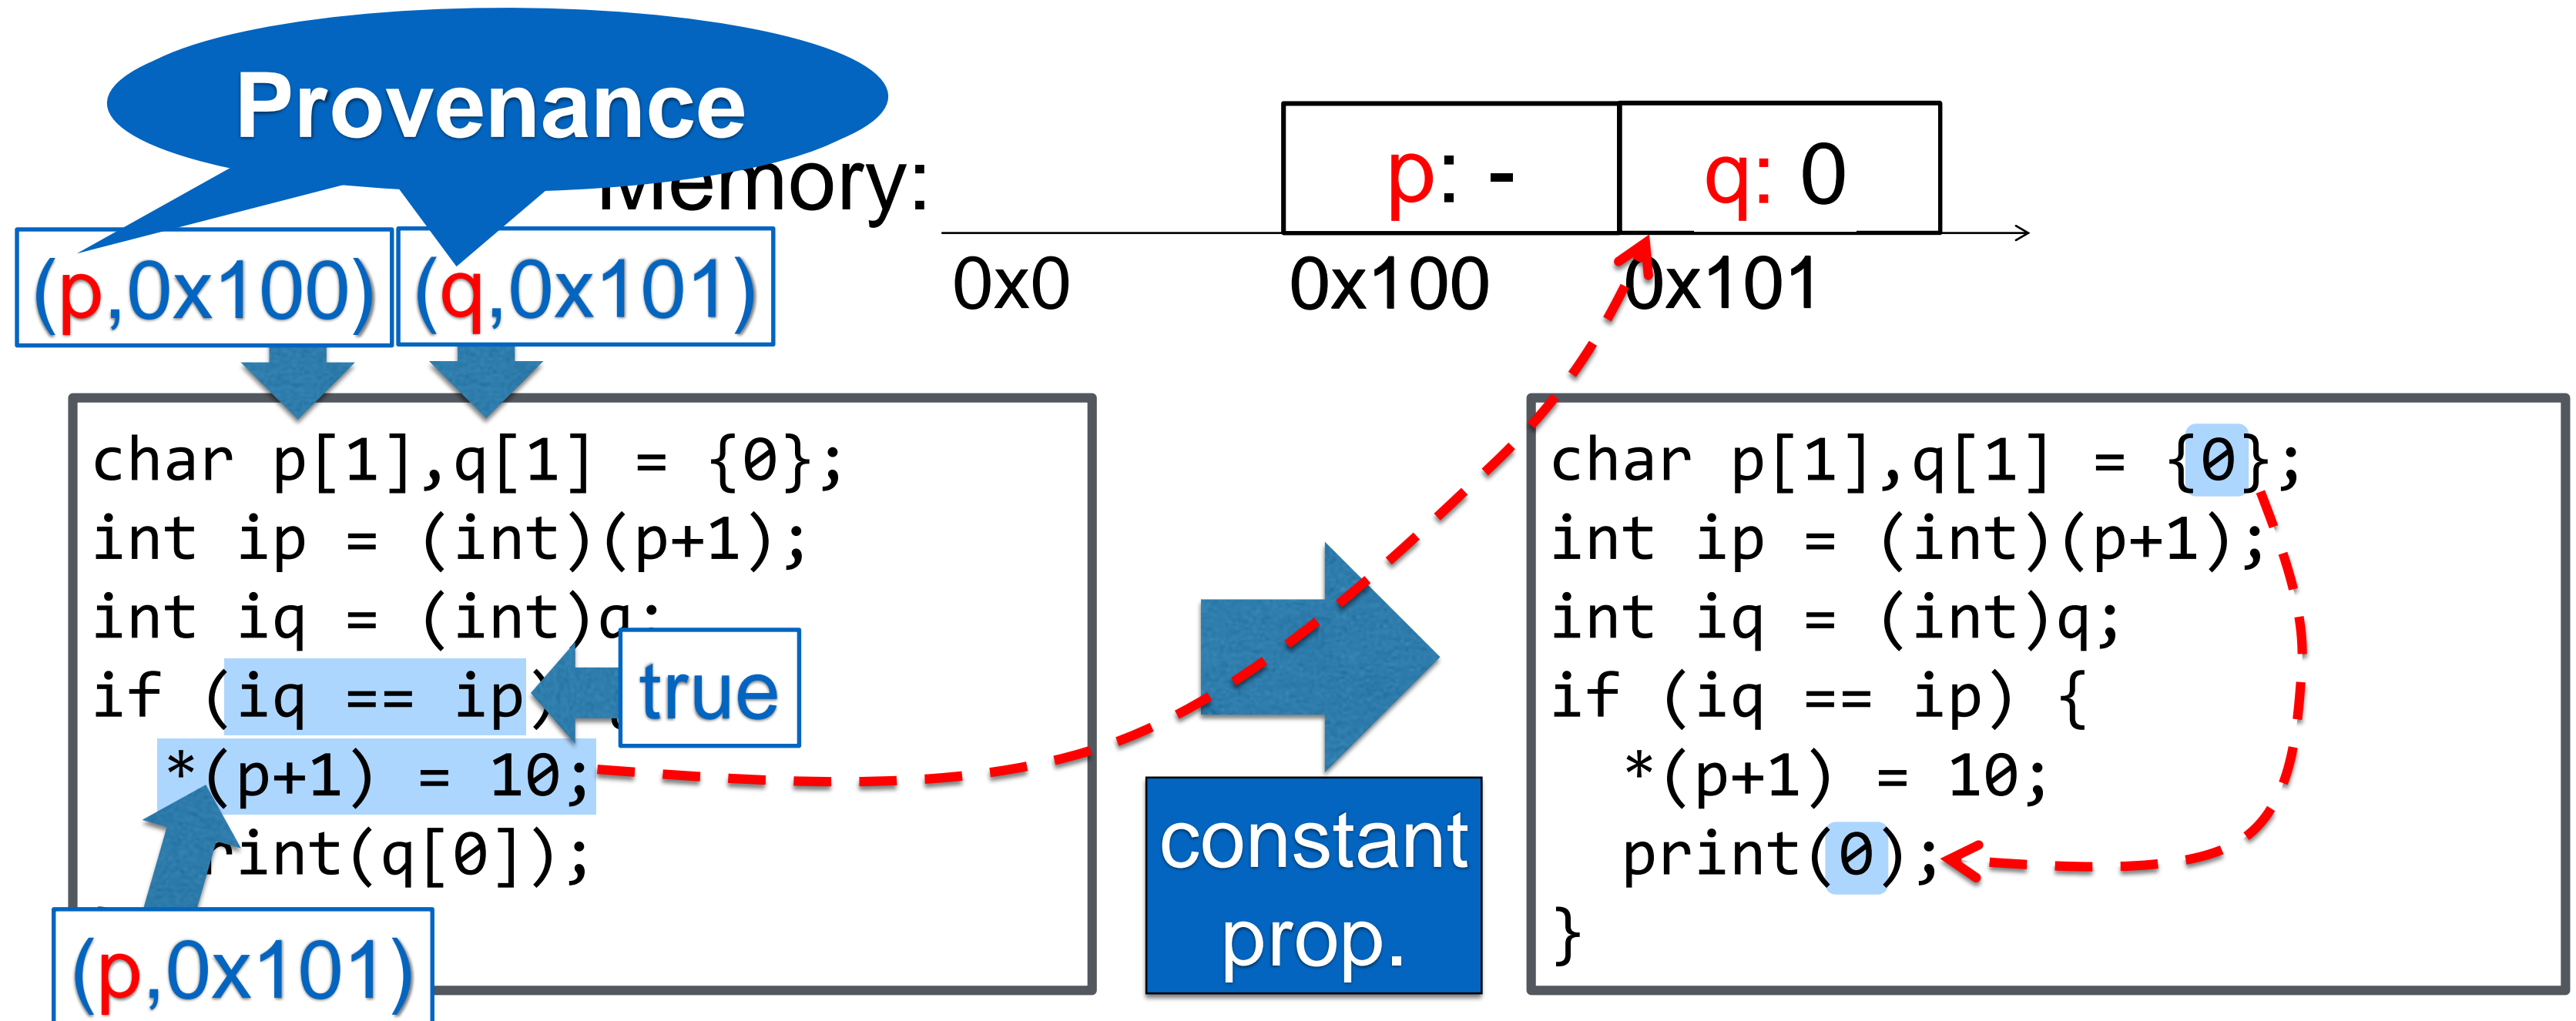 Provenance
Memory:
p: -
q: 0
(p,0x100)
(q,0x101)
0x0
0x100
0x101
char p[1],q[1] = {0};
int ip = (int)(p+1);
int iq = (int)q;
if (iq == ip) {
true
*(p+1) = 10;
print(q[0]);
(p,0x101)
constant
prop.
char p[1],q[1] = {0};
int ip = (int)(p+1);
int iq = (int)q;
if (iq == ip) {
*(p+1) = 10;
print(0);
}